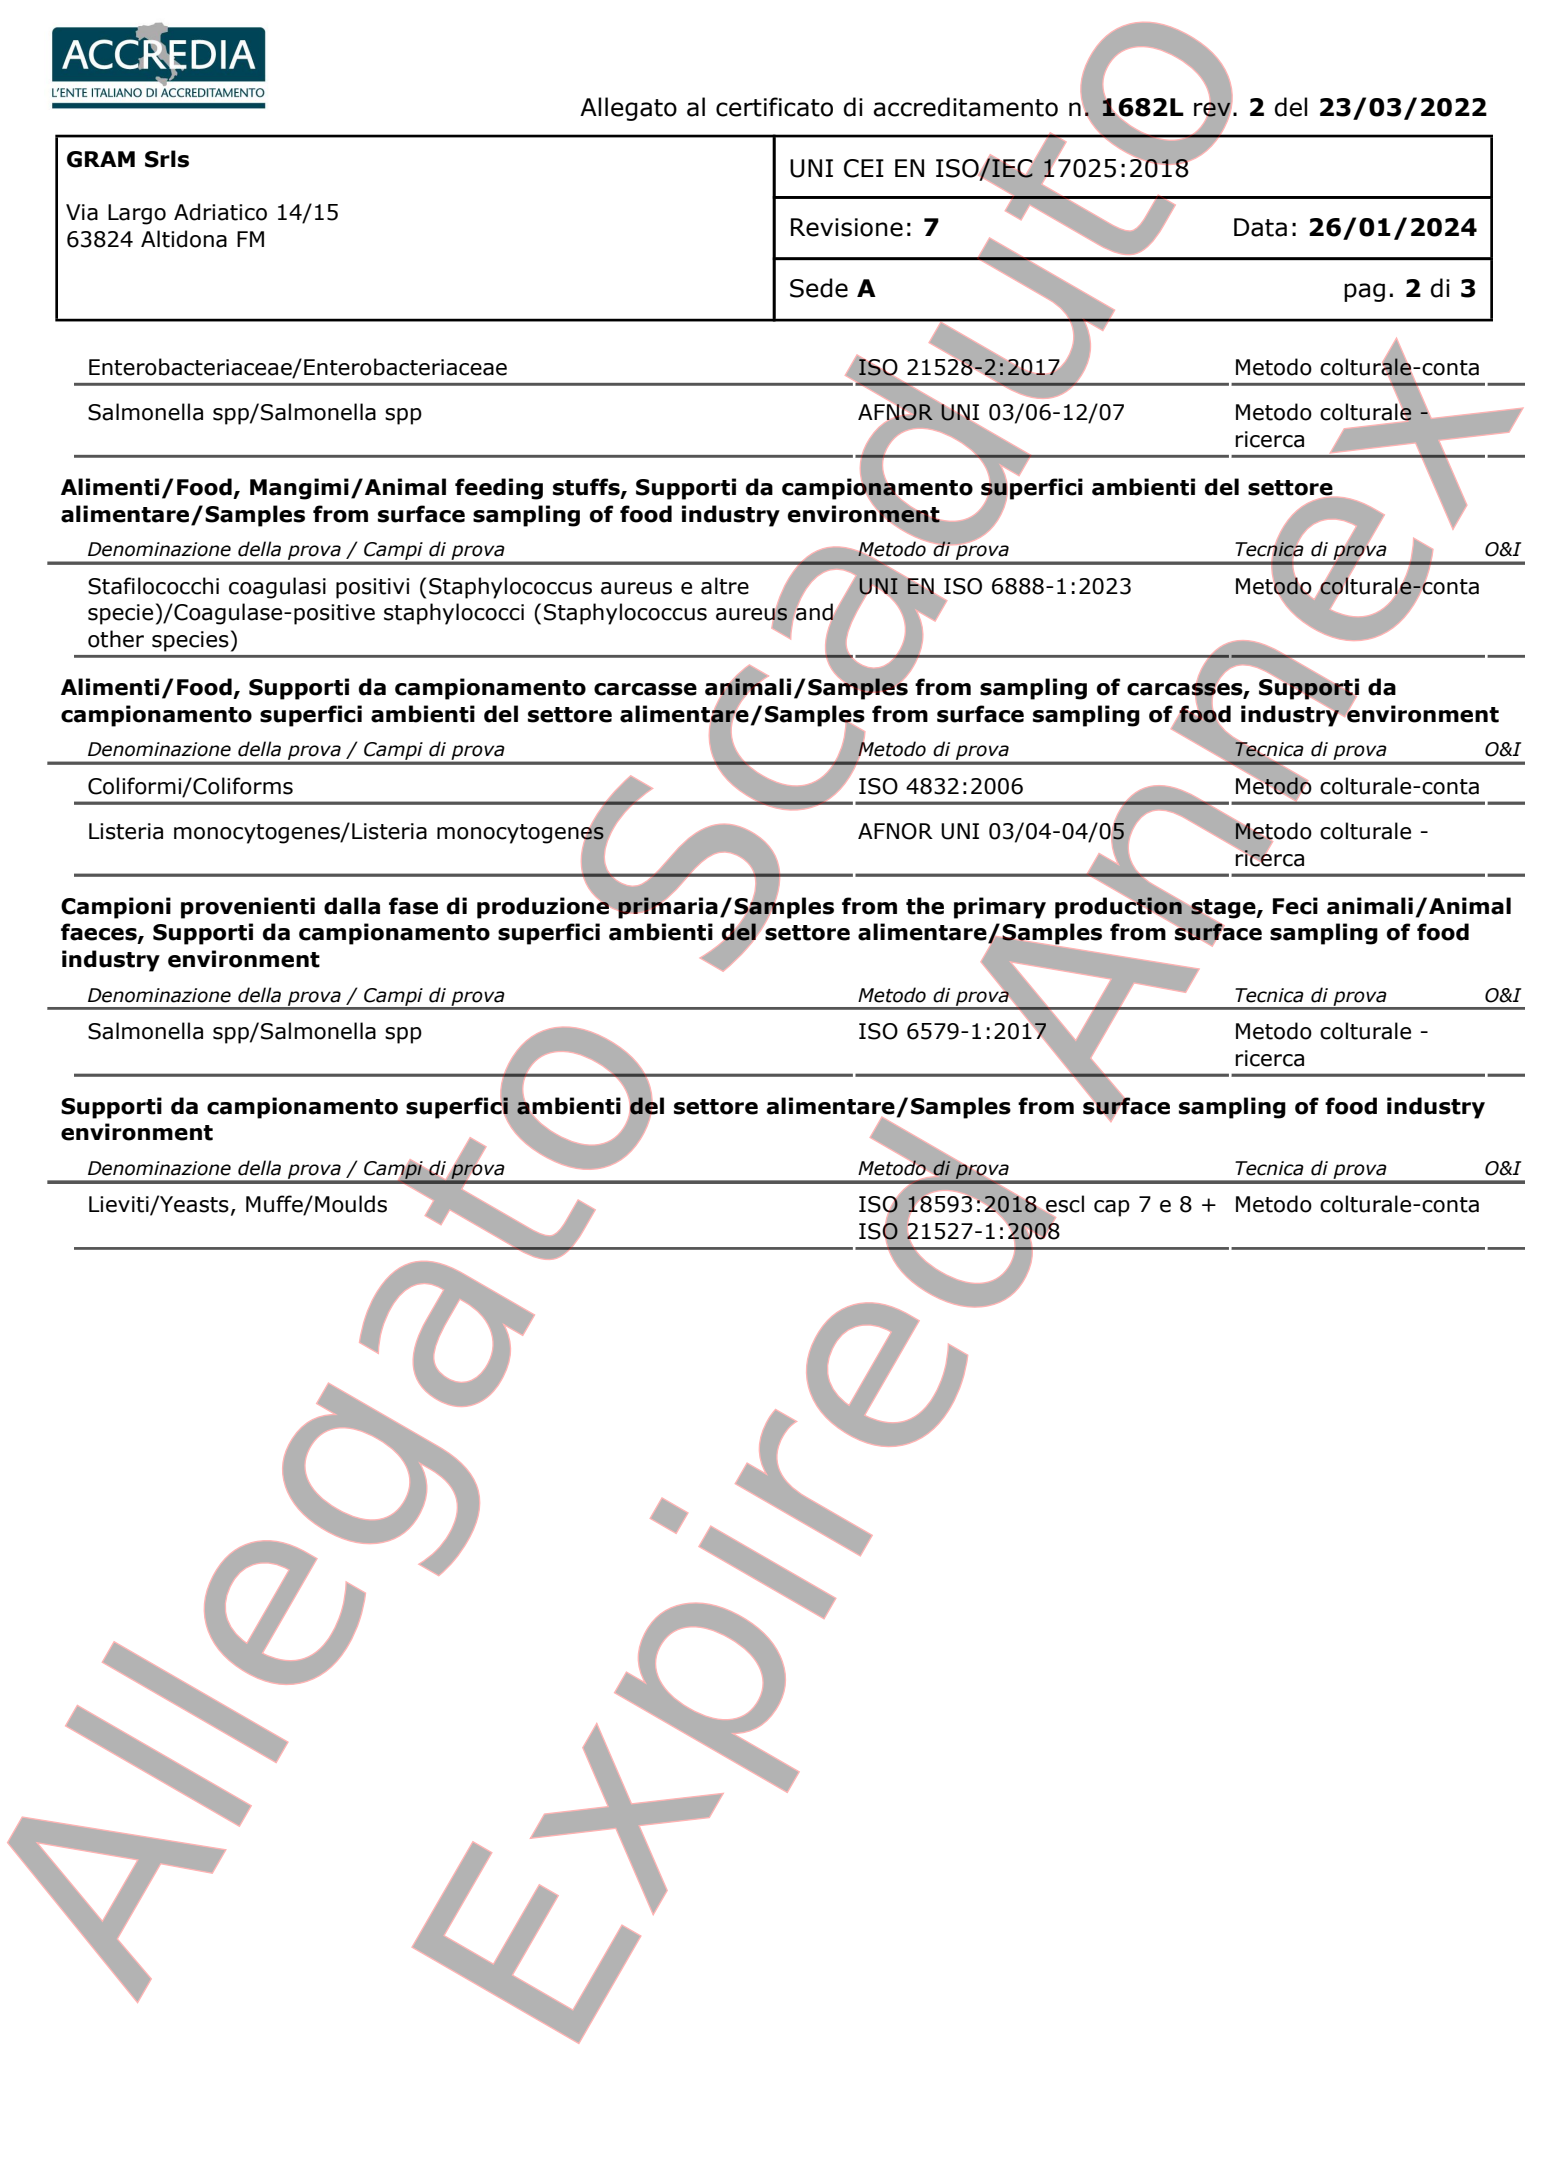 ACCREDIA
L'ENTE ITALIANO DI ACCREDITAMENTO
Allegato al certificato di accreditamento n. 1682L rev. 2 del 23/03/2022
GRAM Srls
Via Largo Adriatico 14/15
63824 Altidona FM
UNI CEI EN ISO/IEC 17025:2018
Revisione: 7 Data: 26/01/2024
Sede A pag. 2 di 3
Enterobacteriaceae/Enterobacteriaceae ISO 21528-2:2017 Metodo colturale-conta
Salmonella spp/Salmonella spp AFNOR UNI 03/06-12/07 Metodo colturale -
ricerca
Alimenti/Food, Mangimi/Animal feeding stuffs, Supporti da campionamento superfici ambienti del settore
alimentare/Samples from surface sampling of food industry environment
Denominazione della prova / Campi di prova Metodo di prova Tecnica di prova O&I
Stafilococchi coagulasi positivi (Staphylococcus aureus e altre UNI EN ISO 6888-1:2023 Metodo colturale-conta
specie)/Coagulase-positive staphylococci (Staphylococcus aureus and
other species)
Alimenti/Food, Supporti da campionamento carcasse animali/Samples from sampling of carcasses, Supporti da
campionamento superfici ambienti del settore alimentare/Samples from surface sampling of food industry environment
Denominazione della prova / Campi di prova Metodo di prova Tecnica di prova O&I
Coliformi/Coliforms ISO 4832:2006 Metodo colturale-conta
Listeria monocytogenes/Listeria monocytogenes AFNOR UNI 03/04-04/05 Metodo colturale -
ricerca
Campioni provenienti dalla fase di produzione primaria/Samples from the primary production stage, Feci animali/Animal
faeces, Supporti da campionamento superfici ambienti del settore alimentare/Samples from surface sampling of food
industry environment
Denominazione della prova / Campi di prova Metodo di prova Tecnica di prova O&I
Salmonella spp/Salmonella spp ISO 6579-1:2017 Metodo colturale -
ricerca
Supporti da campionamento superfici ambienti del settore alimentare/Samples from surface sampling of food industry
environment
Denominazione della prova / Campi di prova Metodo di prova Tecnica di prova O&I
Lieviti/Yeasts, Muffe/Moulds ISO 18593:2018 escl cap 7 e 8 + Metodo colturale-conta
ISO 21527-1:2008
Allegato Scaduto
Expired Annex